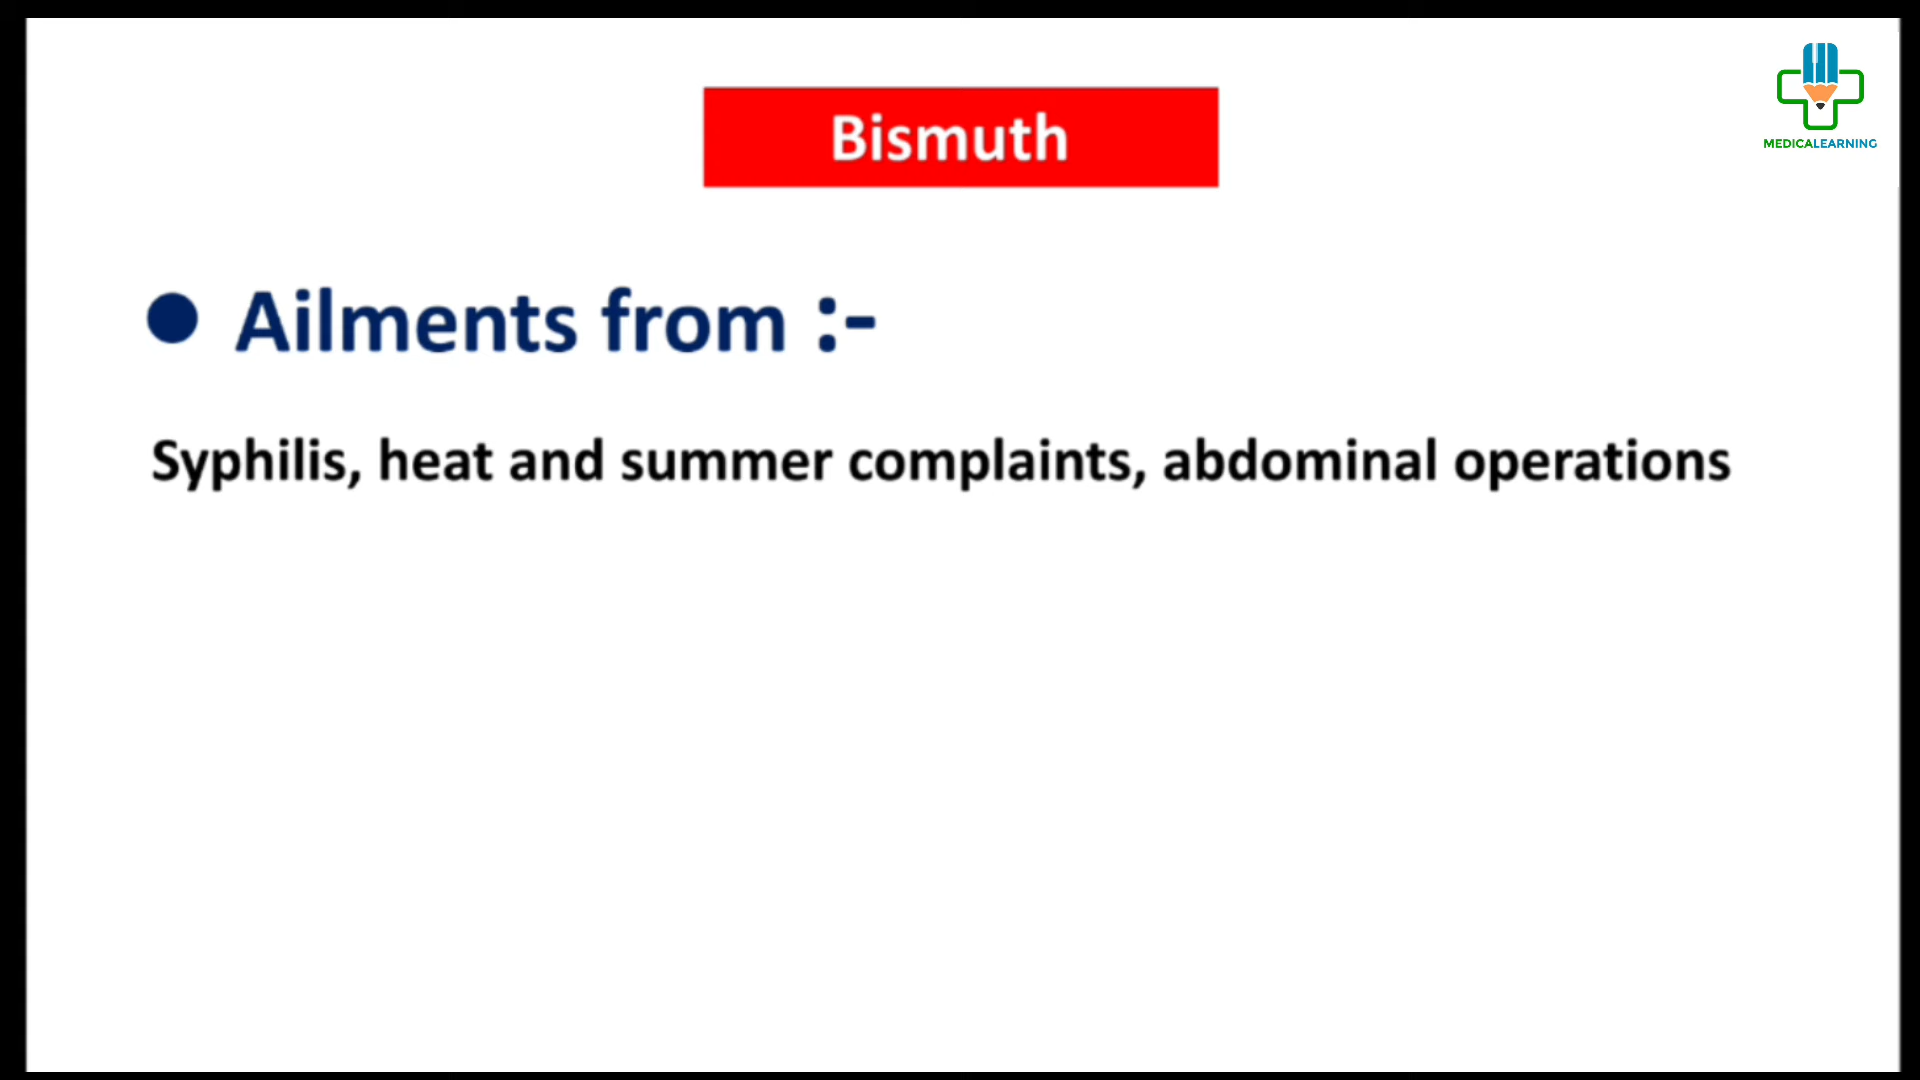 Bismuth
MEDICALEARNING
● Ailments from :-
Syphilis, heat and summer complaints, abdominal operations